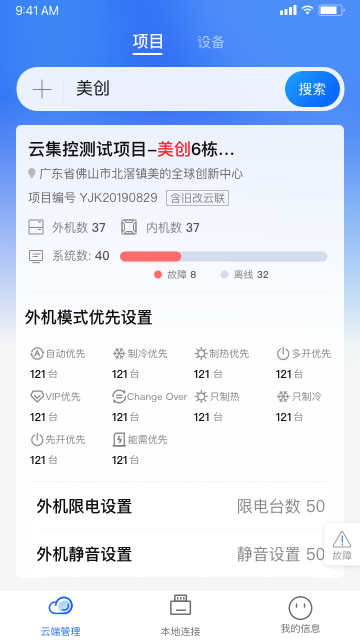 9:41 AM
项目 设备
美创 搜索
云集控测试项目–美创6栋...
广东省佛山市北滘镇美的全球创新中心
项目编号 YJK20190829 含旧改云联
外机数 37 内机数 37
系统数: 40
故障 8 离线 32
外机模式优先设置
自动优先 制冷优先 制热优先 多开优先
121 台 121 台 121 台 121 台
VIP优先 Change Over 只制热 只制冷
121 台 121 台 121 台 121 台
先开优先 能需优先
121 台 121 台
外机限电设置 限电台数 50
外机静音设置 静音设置 50
故障
云端管理 本地连接 我的信息